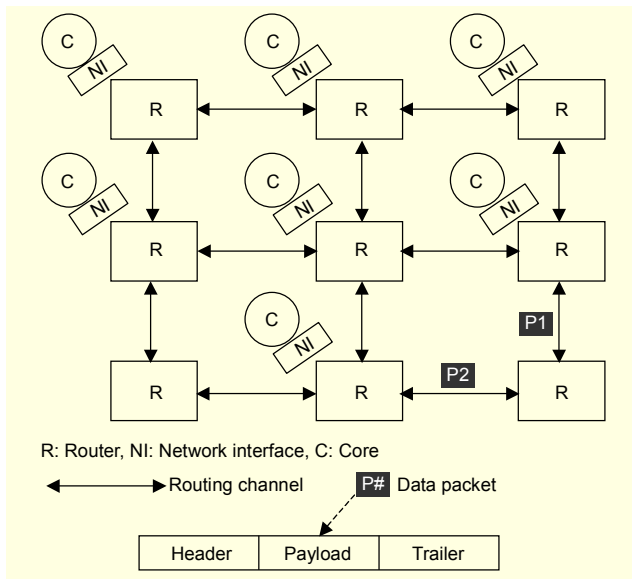 C C C
NI NI NI
R R R
C C C
NI NI NI
R R R
C
NI
P1
P2
R R R
R: Router, NI: Network interface, C: Core
Routing channel P# Data packet
Header Payload Trailer